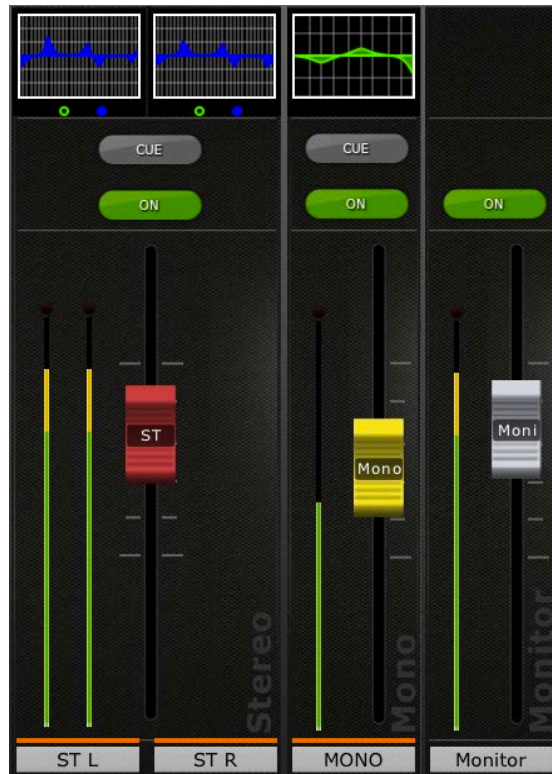 CUE
CUE
ON
ON
ON
ST
Mono
Moni
Stereo
Mono
Monitor
ST L
ST R
MONO
Monitor